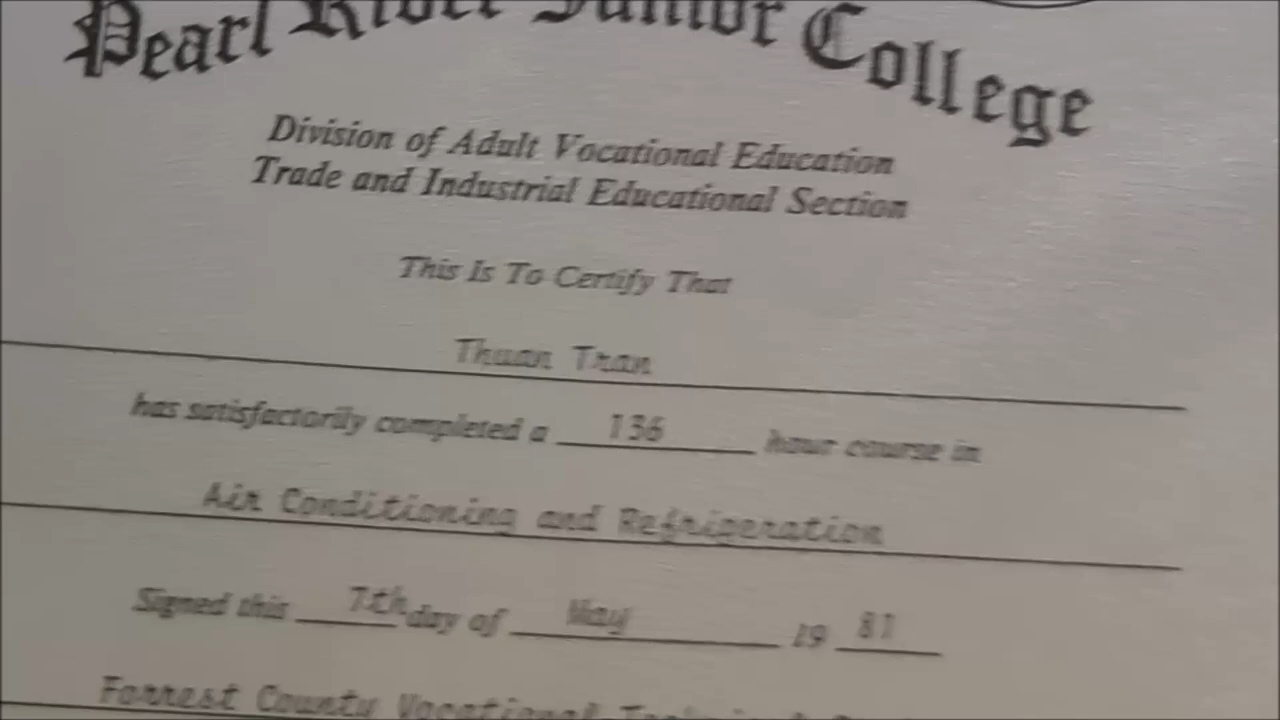 Pearl River Junior College
Division of Adult Vocational Education
Trade and Industrial Educational Section
This Is To Certify That
Thuan Tran
has satisfactorily completed a 136 hour course in
Air Conditioning and Refrigeration
Signed this 7th day of May 19 81
Forrest County Vocational